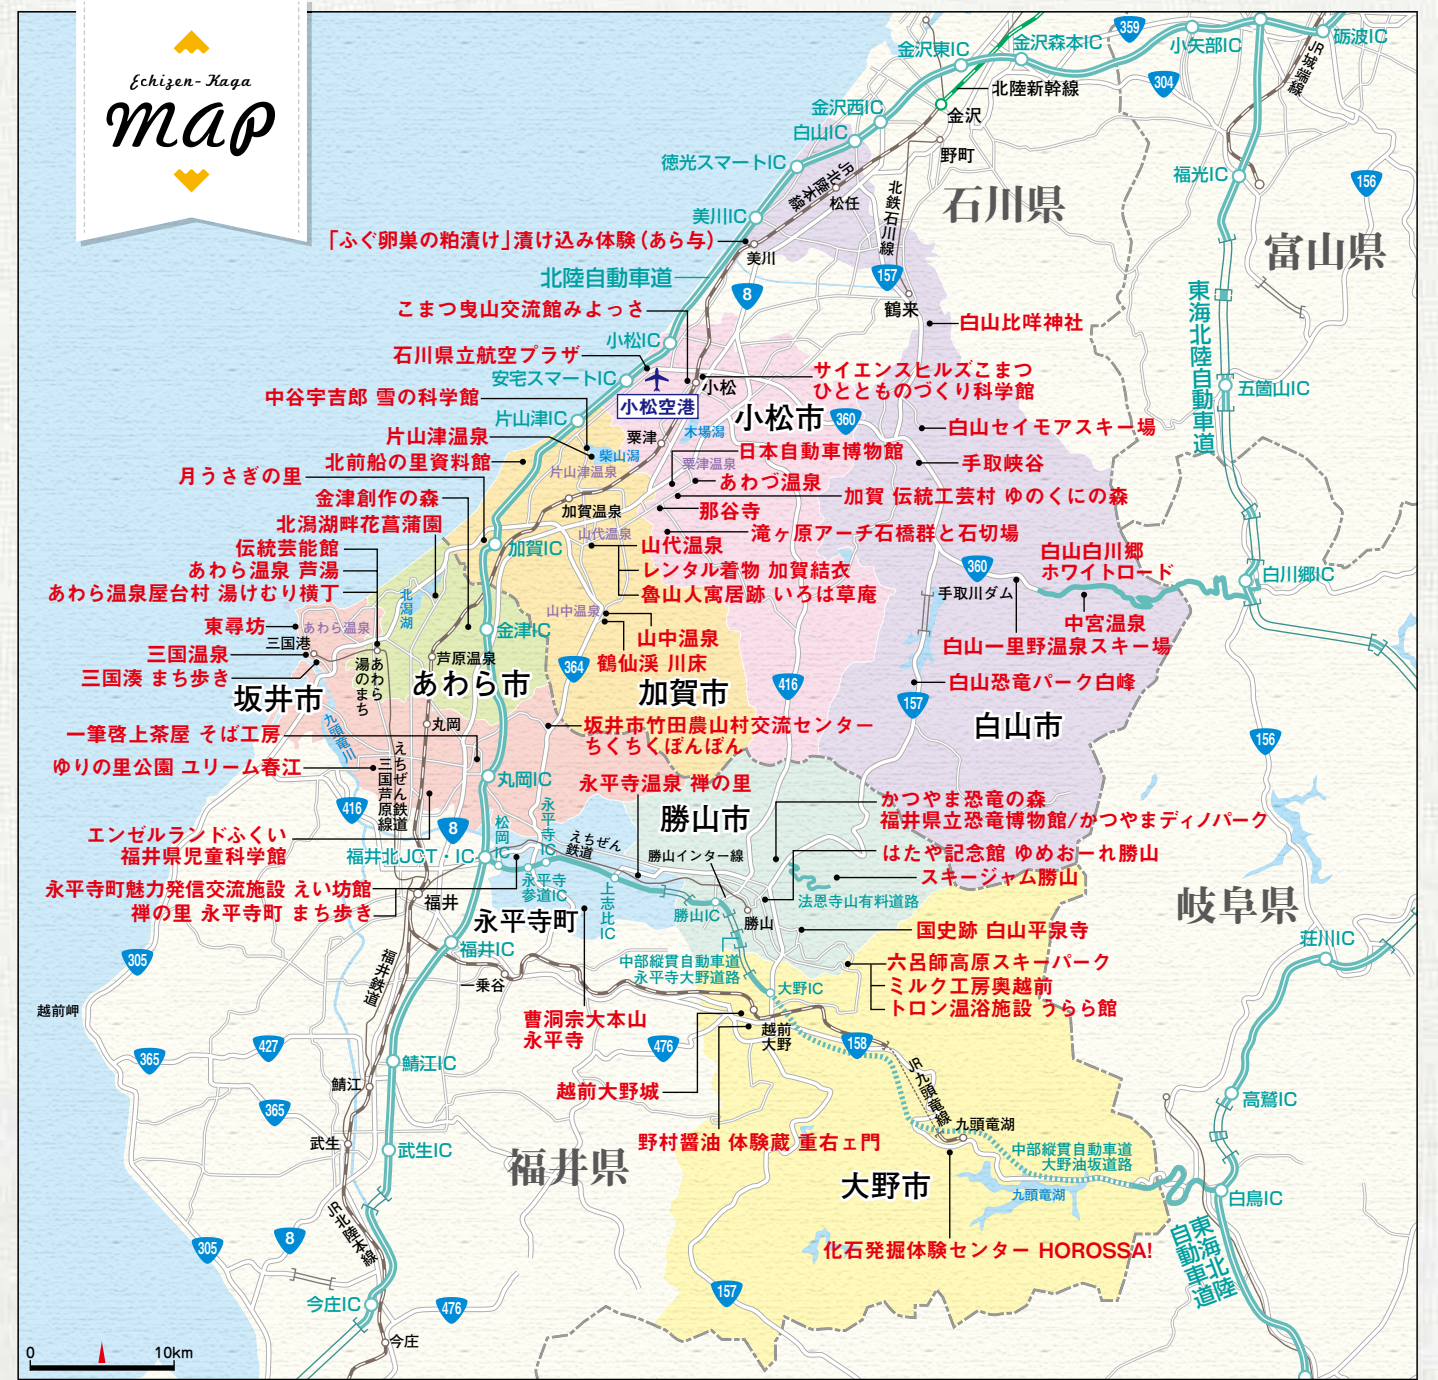 Echizen-Kaga
map
359
金沢東IC
金沢森本IC
小矢部IC
砺波IC
JR城端線
304
北陸新幹線
金沢西IC
金沢
白山IC
野町
徳光スマートIC
JR北陸本線
松任
北鉄石川線
福光IC
156
石川県
富山県
美川IC
「ふぐ卵巣の粕漬け」漬け込み体験(あら与)
美川
北陸自動車道
157
8
鶴来
東海北陸自動車道
こまつ曳山交流館みよっさ
白山比咩神社
小松IC
石川県立航空プラザ
安宅スマートIC
小松
サイエンスヒルズこまつ
ひとものづくり科学館
五箇山IC
中谷宇吉郎 雪の科学館
小松空港
小松市
360
片山津IC
粟津
木場潟
白山セイモアスキー場
片山津温泉
柴山潟
日本自動車博物館
北前船の里資料館
片山津温泉
粟津温泉
手取峡谷
月うさぎの里
あわづ温泉
金津創作の森
加賀温泉
加賀 伝統工芸村 ゆのくにの森
那谷寺
北潟湖畔花菖蒲園
山代温泉
滝ヶ原アーチ石橋群と石切場
伝統芸能館
加賀IC
山代温泉
白山白川郷
ホワイトロード
あわら温泉 芦湯
レンタル着物 加賀結衣
360
白川郷IC
あわら温泉屋台村 湯けむり横丁
北潟湖
魯山人寓居跡 いろは草庵
手取川ダム
山中温泉
中宮温泉
東尋坊
あわら温泉
金津IC
山中温泉
三国港
白山一里野温泉スキー場
三国温泉
芦原温泉
鶴仙渓 川床
364
三国湊 まち歩き
あわら湯のまち
あわら市
加賀市
416
白山恐竜パーク白峰
坂井市
157
白山市
九頭竜川
丸岡
坂井市竹田農山村交流センター
ちくちくぼんぼん
一筆啓上茶屋 そば工房
156
ゆりの里公園 ユリーム春江
えちぜん鉄道
三国芦原線
丸岡IC
永平寺温泉 禅の里
416
かつやま恐竜の森
福井県立恐竜博物館/かつやまディノパーク
勝山市
エンゼルランドふくい
福井県児童科学館
8
松岡IC
永平寺IC
えちぜん鉄道
福井北JCT・IC
勝山インター線
はたや記念館 ゆめおーれ勝山
永平寺参道IC
スキージャム勝山
永平寺町魅力発信交流施設 えい坊館
上志比IC
法恩寺山有料道路
禅の里 永平寺町 まち歩き
福井
永平寺町
勝山IC
勝山
岐阜県
国史跡 白山平泉寺
荘川IC
福井IC
305
福井鉄道
中部縦貫自動車道
永平寺大野道路
六呂師高原スキーパーク
一乗谷
ミルク工房奥越前
大野IC
トロン温浴施設 うらら館
越前岬
曹洞宗大本山
永平寺
越前大野
365
427
476
158
鯖江IC
JR九頭竜線
鯖江
越前大野城
高鷲IC
365
九頭竜湖
武生
野村醤油 体験蔵 重右ェ門
武生IC
中部縦貫自動車道
大野油坂道路
福井県
大野市
九頭竜湖
白鳥IC
JR北陸本線
305
8
化石発掘体験センター HOROSSA!
東海北陸自動車道
157
今庄IC
476
今庄
0
10km